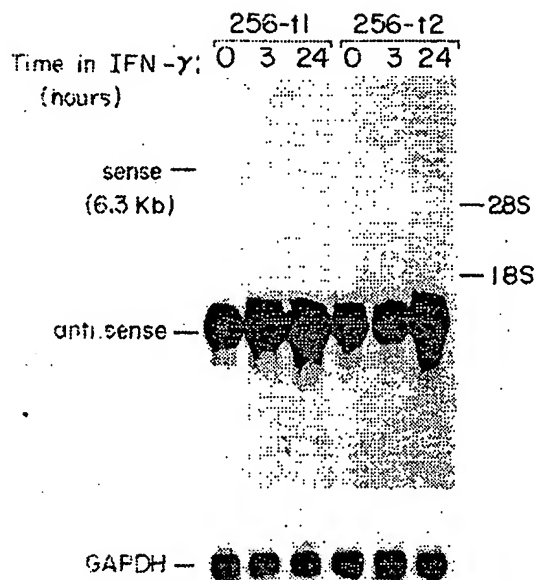 256-t1 256-t2
Time in IFN-γ: 0 3 24 0 3 24
(hours)
sense —
(6.3 Kb)
— 28S
— 18S
anti.sense —
GAPDH —